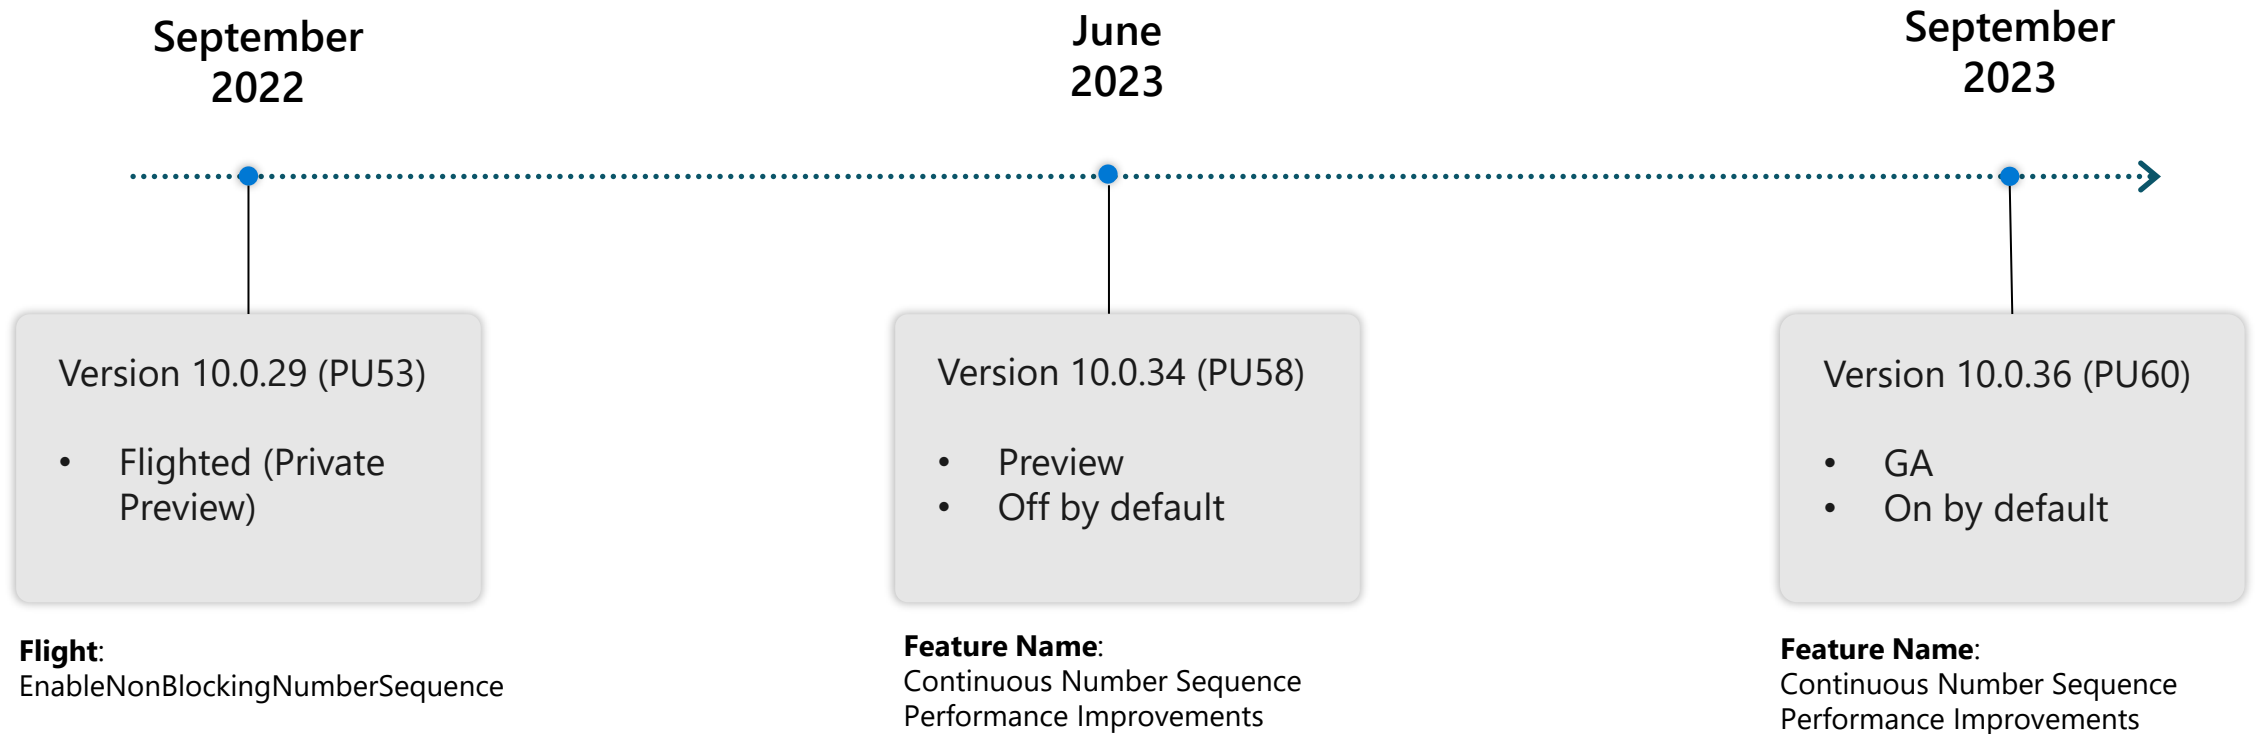 September
2022
June
2023
September
2023
Version 10.0.29 (PU53)
• Flighted (Private
Preview)
Version 10.0.34 (PU58)
• Preview
• Off by default
Version 10.0.36 (PU60)
• GA
• On by default
Flight:
EnableNonBlockingNumberSequence
Feature Name:
Continuous Number Sequence
Performance Improvements
Feature Name:
Continuous Number Sequence
Performance Improvements